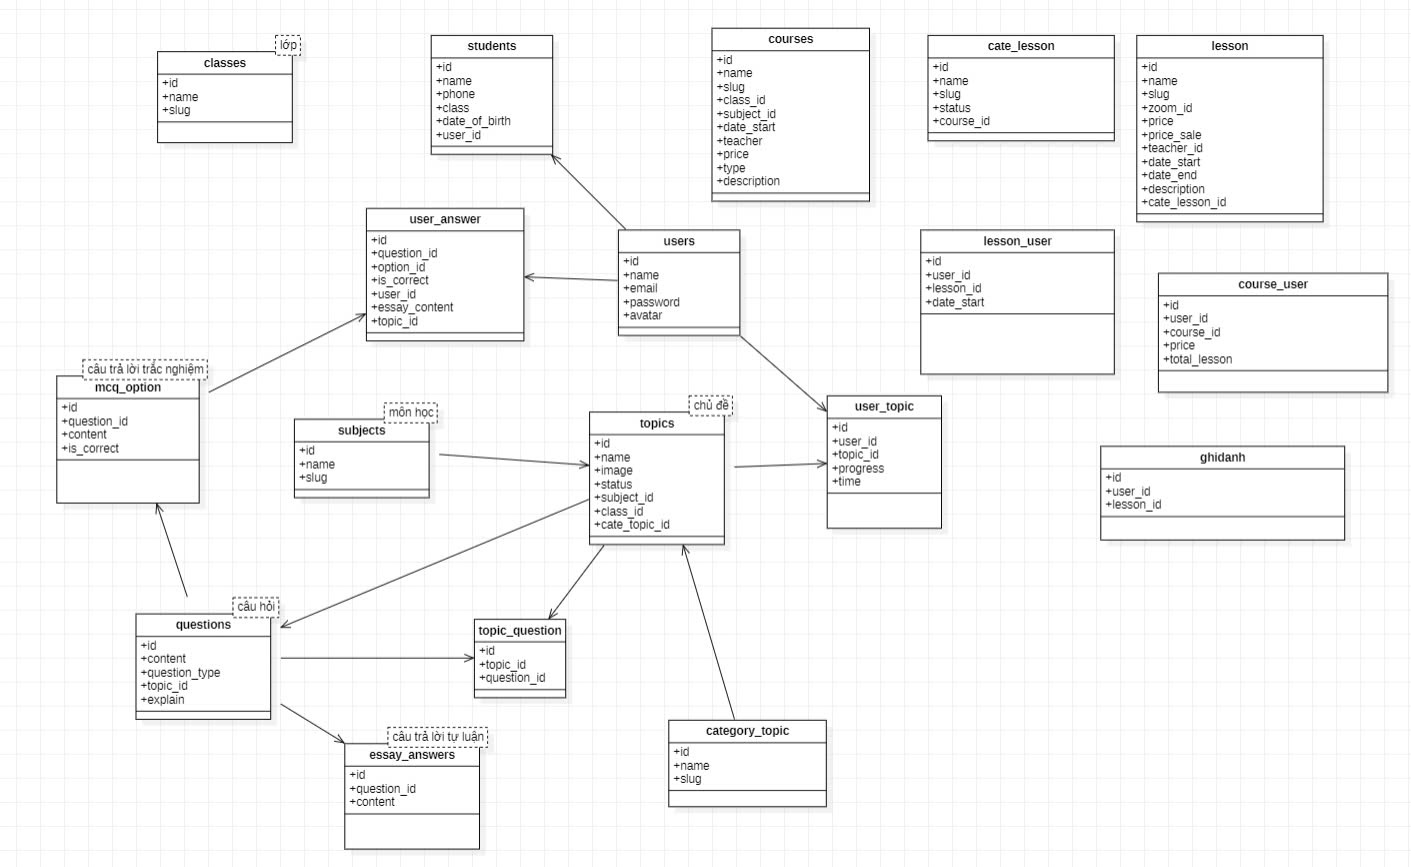 lớp
classes
+id
+name
+slug
students
+id
+name
+phone
+class
+date_of_birth
+user_id
courses
+id
+name
+slug
+class_id
+subject_id
+date_start
+teacher
+price
+type
+description
cate_lesson
+id
+name
+slug
+status
+course_id
lesson
+id
+name
+slug
+zoom_id
+price
+price_sale
+teacher_id
+date_start
+date_end
+description
+cate_lesson_id
user_answer
+id
+question_id
+option_id
+is_correct
+user_id
+essay_content
+topic_id
users
+id
+name
+email
+password
+avatar
lesson_user
+id
+user_id
+lesson_id
+date_start
course_user
+id
+user_id
+course_id
+price
+total_lesson
câu trả lời trắc nghiệm
mcq_option
+id
+question_id
+content
+is_correct
môn học
subjects
+id
+name
+slug
chủ đề
topics
+id
+name
+image
+status
+subject_id
+class_id
+cate_topic_id
user_topic
+id
+user_id
+topic_id
+progress
+time
ghidanh
+id
+user_id
+lesson_id
câu hỏi
questions
+id
+content
+question_type
+topic_id
+explain
topic_question
+id
+topic_id
+question_id
câu trả lời tự luận
essay_answers
+id
+question_id
+content
category_topic
+id
+name
+slug